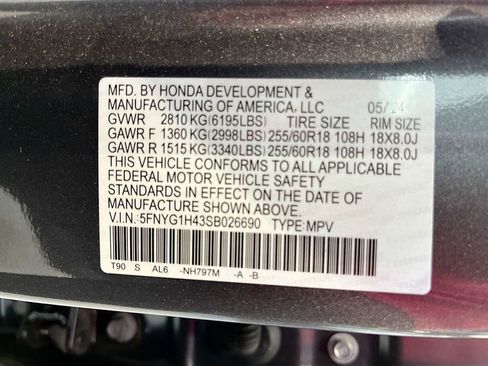 MFD. BY HONDA DEVELOPMENT &
MANUFACTURING OF AMERICA, LLC 05/24
GVWR 2810 KG(6195LBS) TIRE SIZE RIM SIZE
GAWR F 1360 KG(2998LBS) 255/60R18 108H 18X8.0J
GAWR R 1515 KG(3340LBS) 255/60R18 108H 18X8.0J
THIS VEHICLE CONFORMS TO ALL APPLICABLE
FEDERAL MOTOR VEHICLE SAFETY
STANDARDS IN EFFECT ON THE DATE OF
MANUFACTURE SHOWN ABOVE.
V.I.N.: 5FNYG1H43SB026690 TYPE: MPV
T90 S AL6 -NH797M -A -B